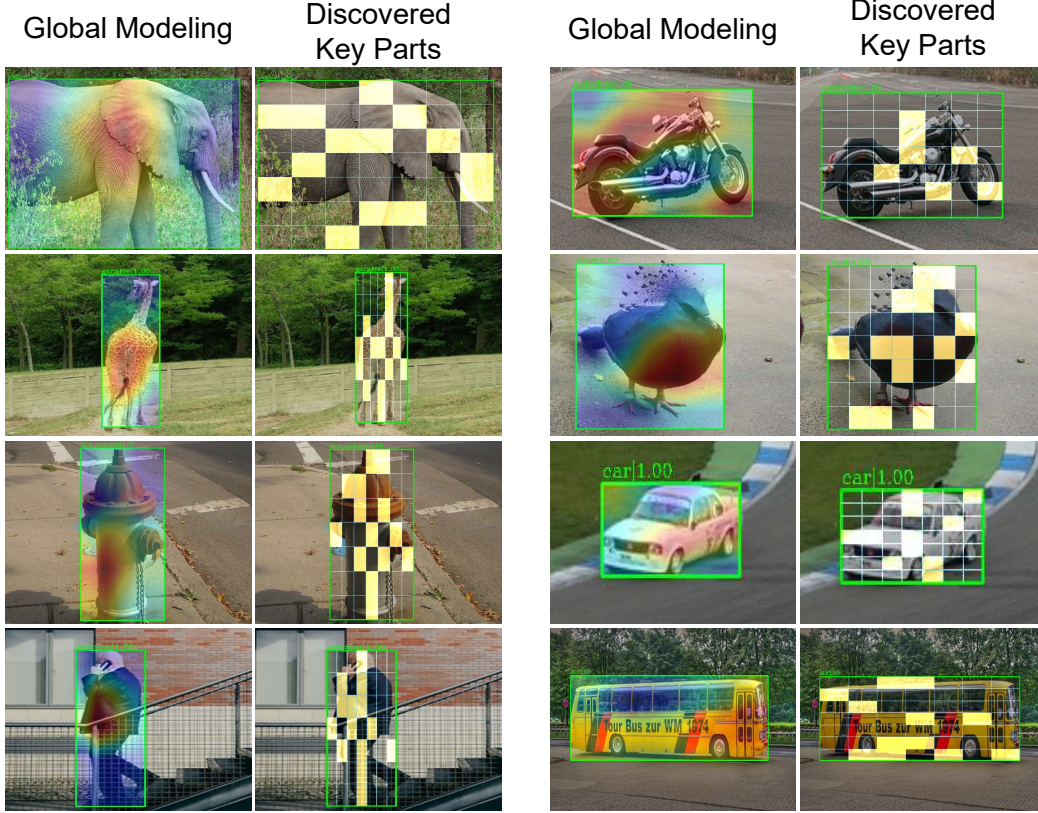 Global Modeling
Discovered
Key Parts
Global Modeling
Discovered
Key Parts
car|1.00
car|1.00
Tour Bus zur WM 1974
Tour Bus zur WM 1974